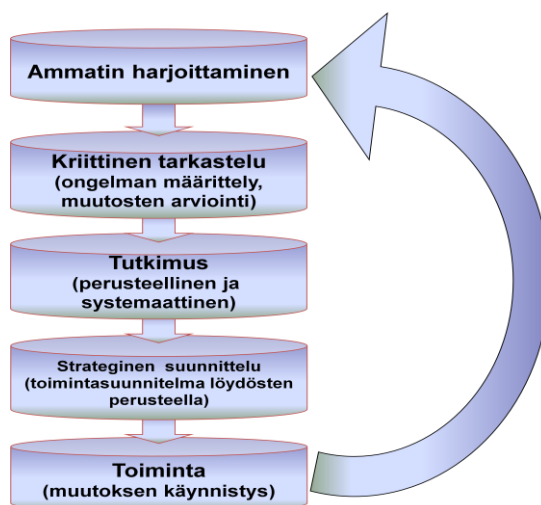 Ammatin harjoittaminen
Kriittinen tarkastelu
(ongelman määrittely,
muutosten arviointi)
Tutkimus
(perusteellinen ja
systemaattinen)
Strateginen suunnittelu
(toimintasuunnitelma löydösten
perusteella)
Toiminta
(muutoksen käynnistys)